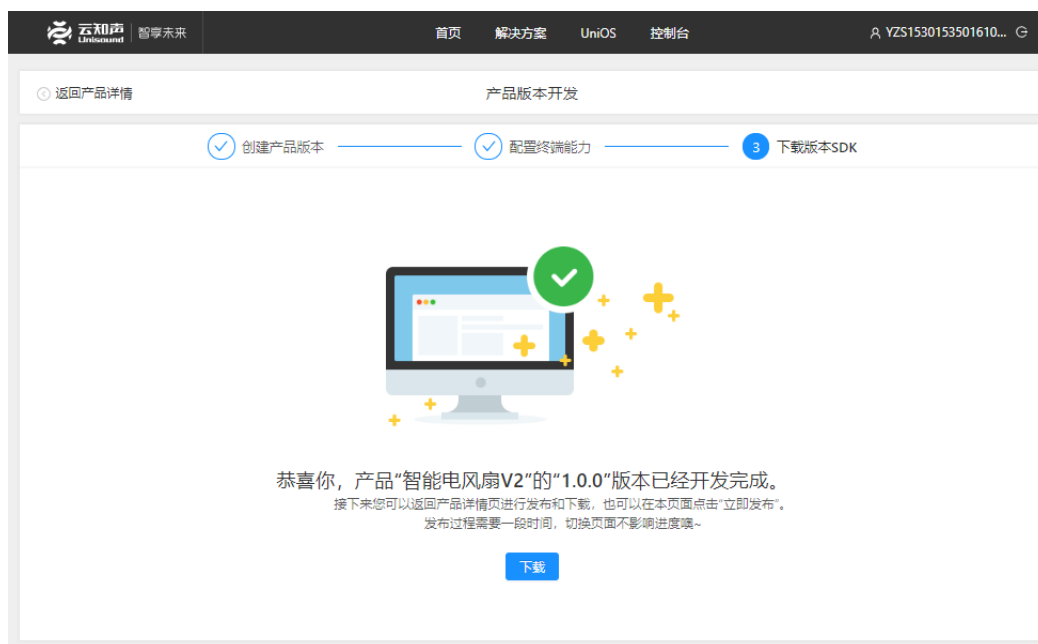 云知声 Unisound 智享未来 首页 解决方案 UniOS 控制台 YZS1530153501610...
返回产品详情 产品版本开发
创建产品版本 配置终端能力 3 下载版本SDK
恭喜你，产品“智能电风扇V2”的“1.0.0”版本已经开发完成。
接下来您可以返回产品详情页进行发布和下载，也可以在本页面点击“立即发布”。
发布过程需要一段时间，切换页面不影响进度噢~
下载